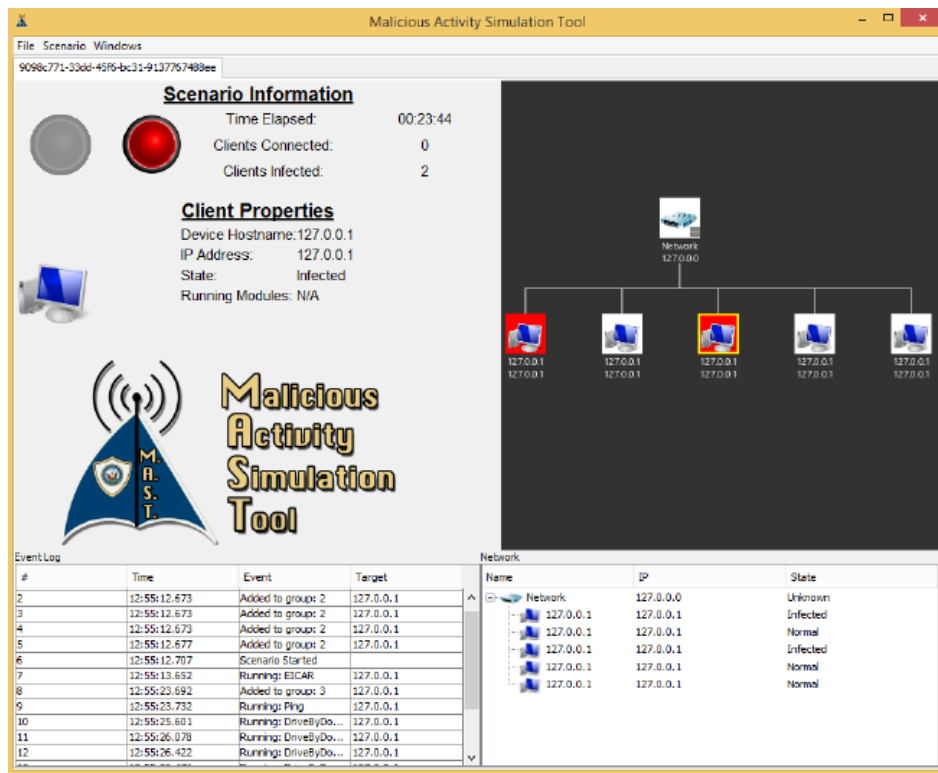 Malicious Activity Simulation Tool
File Scenario Windows
9098c771-33dd-45f6-bc31-9137767488ee
Scenario Information
Time Elapsed: 00:23:44
Clients Connected: 0
Clients Infected: 2
Client Properties
Device Hostname: 127.0.0.1
IP Address: 127.0.0.1
State: Infected
Running Modules: N/A
M.
A.
S.
T.
Malicious
Activity
Simulation
Tool
Network
127.0.0.0
127.0.0.1 127.0.0.1 127.0.0.1 127.0.0.1 127.0.0.1
127.0.0.1 127.0.0.1 127.0.0.1 127.0.0.1 127.0.0.1
Event Log
# Time Event Target
2 12:55:12.673 Added to group: 2 127.0.0.1
3 12:55:12.673 Added to group: 2 127.0.0.1
4 12:55:12.673 Added to group: 2 127.0.0.1
5 12:55:12.677 Added to group: 2 127.0.0.1
6 12:55:12.707 Scenario Started
7 12:55:13.652 Running: EICAR 127.0.0.1
8 12:55:23.692 Added to group: 3 127.0.0.1
9 12:55:23.732 Running: Ping 127.0.0.1
10 12:55:25.601 Running: DriveByDo... 127.0.0.1
11 12:55:26.078 Running: DriveByDo... 127.0.0.1
12 12:55:26.422 Running: DriveByDo... 127.0.0.1
Network
Name IP State
Network 127.0.0.0 Unknown
127.0.0.1 127.0.0.1 Infected
127.0.0.1 127.0.0.1 Normal
127.0.0.1 127.0.0.1 Infected
127.0.0.1 127.0.0.1 Normal
127.0.0.1 127.0.0.1 Normal